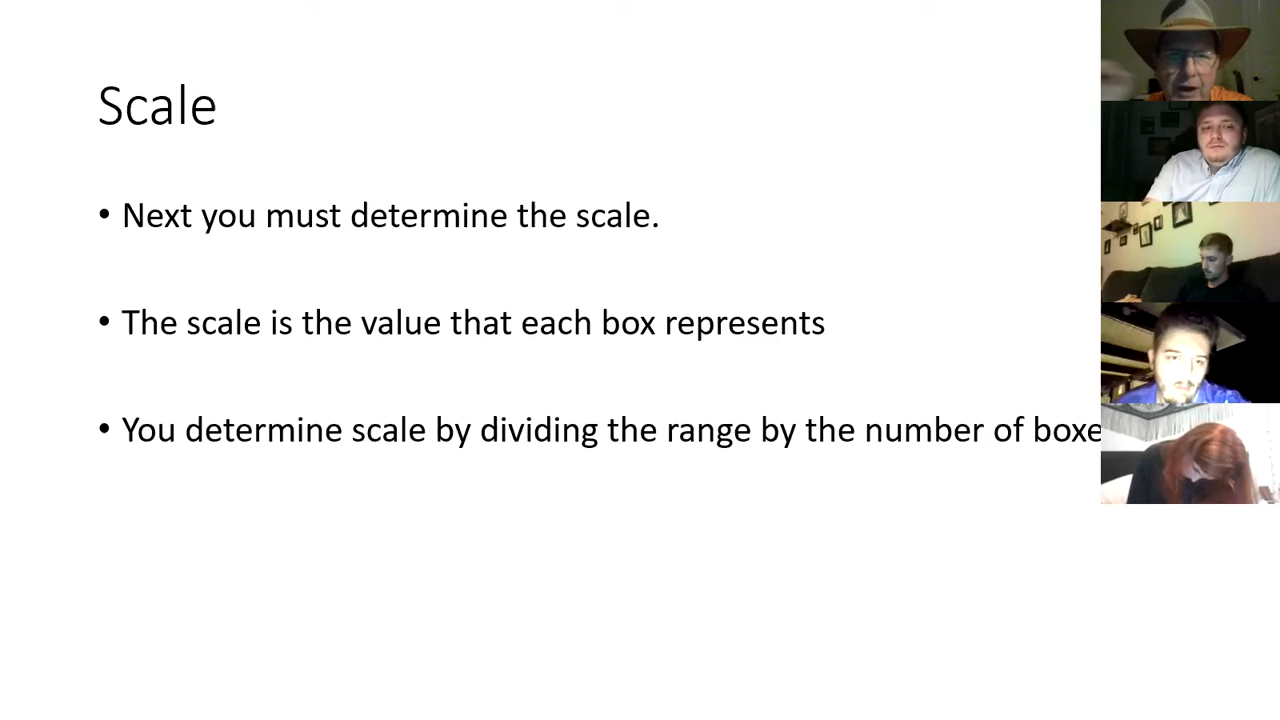 Scale
• Next you must determine the scale.
• The scale is the value that each box represents
• You determine scale by dividing the range by the number of boxe